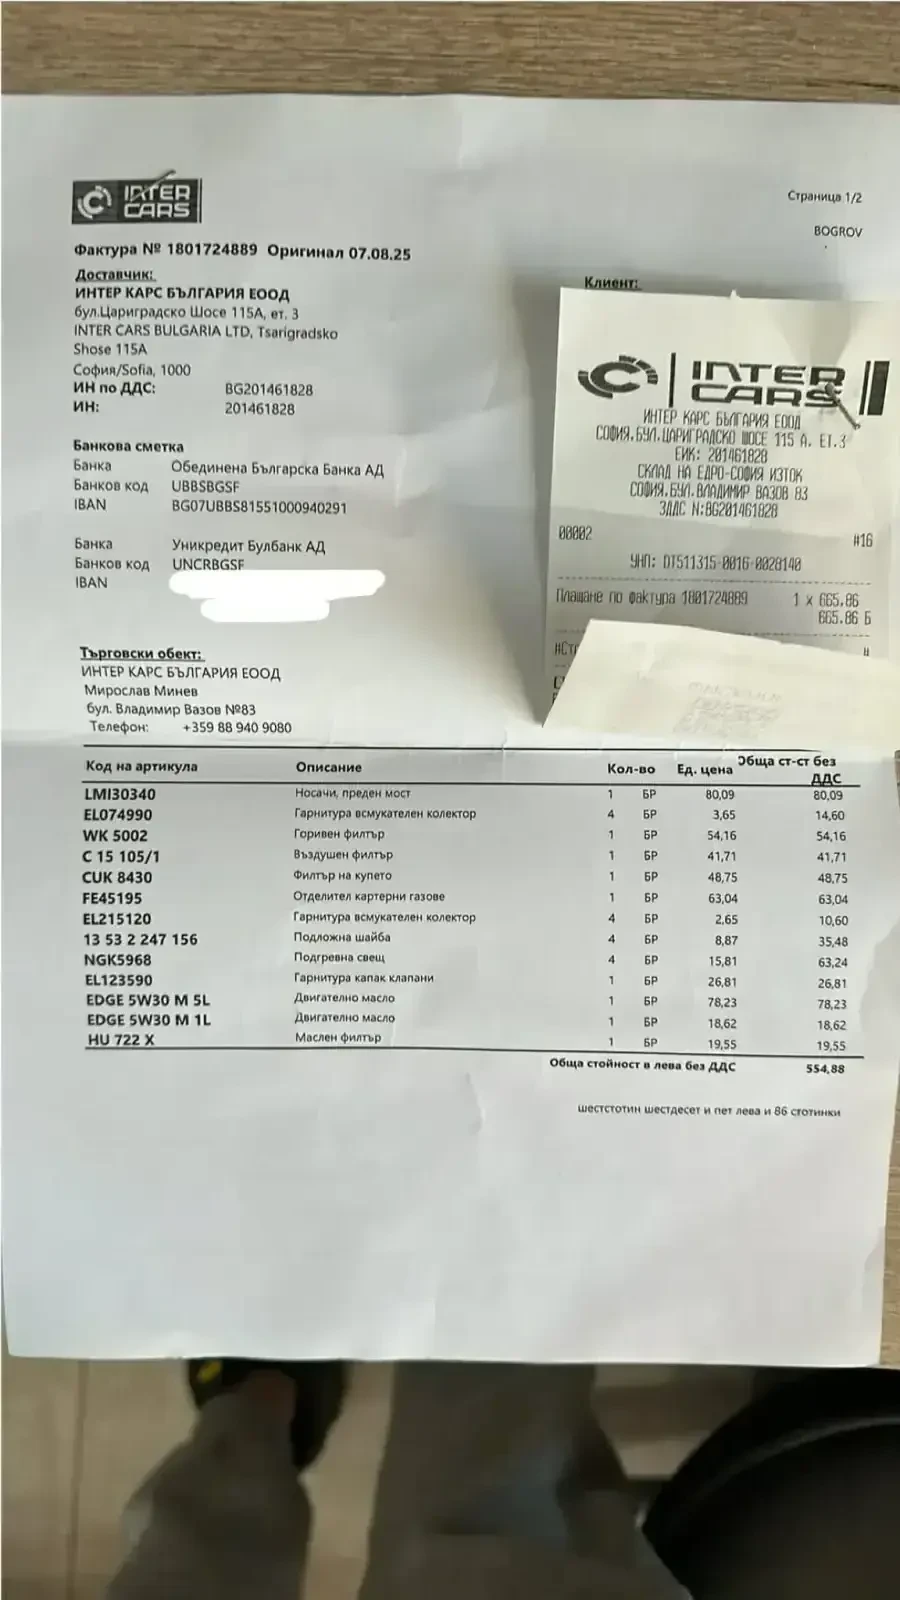 INTER CARS
Страница 1/2
BOGROV
Фактура № 1801724889 Оригинал 07.08.25
Доставчик:
ИНТЕР КАРС БЪЛГАРИЯ ЕООД
бул.Цариградско Шосе 115А, ет. 3
INTER CARS BULGARIA LTD, Tsarigradsko
Shose 115A
София/Sofia, 1000
ИН по ДДС: BG201461828
ИН: 201461828
Банкова сметка
Банка Обединена Българска Банка АД
Банков код UBBSBGSF
IBAN BG07UBBS81551000940291
Банка Уникредит Булбанк АД
Банков код UNCRBGSF
IBAN
Търговски обект:
ИНТЕР КАРС БЪЛГАРИЯ ЕООД
Мирослав Минев
бул. Владимир Вазов №83
Телефон: +359 88 940 9080
Клиент:
INTER CARS
ИНТЕР КАРС БЪЛГАРИЯ ЕООД
СОФИЯ,БУЛ.ЦАРИГРАДСКО ШОСЕ 115 А, ЕТ.3
ЕИК: 201461828
СКЛАД НА ЕДРО-СОФИЯ ИЗТОК
СОФИЯ,БУЛ.ВЛАДИМИР ВАЗОВ 83
ЗДДС N:BG201461828
00002 #16
УНП: DT511315-0016-0028140
Плащане по фактура 1801724889 1 x 665.86
665.86 Б
Код на артикула Описание Кол-во Ед. цена Обща ст-ст без ДДС
LMI30340 Носачи, преден мост 1 БР 80,09 80,09
EL074990 Гарнитура всмукателен колектор 4 БР 3,65 14,60
WK 5002 Горивен филтър 1 БР 54,16 54,16
C 15 105/1 Въздушен филтър 1 БР 41,71 41,71
CUK 8430 Филтър на купето 1 БР 48,75 48,75
FE45195 Отделител картерни газове 1 БР 63,04 63,04
EL215120 Гарнитура всмукателен колектор 4 БР 2,65 10,60
13 53 2 247 156 Подложна шайба 4 БР 8,87 35,48
NGK5968 Подгревна свещ 4 БР 15,81 63,24
EL123590 Гарнитура капак клапани 1 БР 26,81 26,81
EDGE 5W30 M 5L Двигателно масло 1 БР 78,23 78,23
EDGE 5W30 M 1L Двигателно масло 1 БР 18,62 18,62
HU 722 X Маслен филтър 1 БР 19,55 19,55
Обща стойност в лева без ДДС 554,88
шестстотин шестдесет и пет лева и 86 стотинки